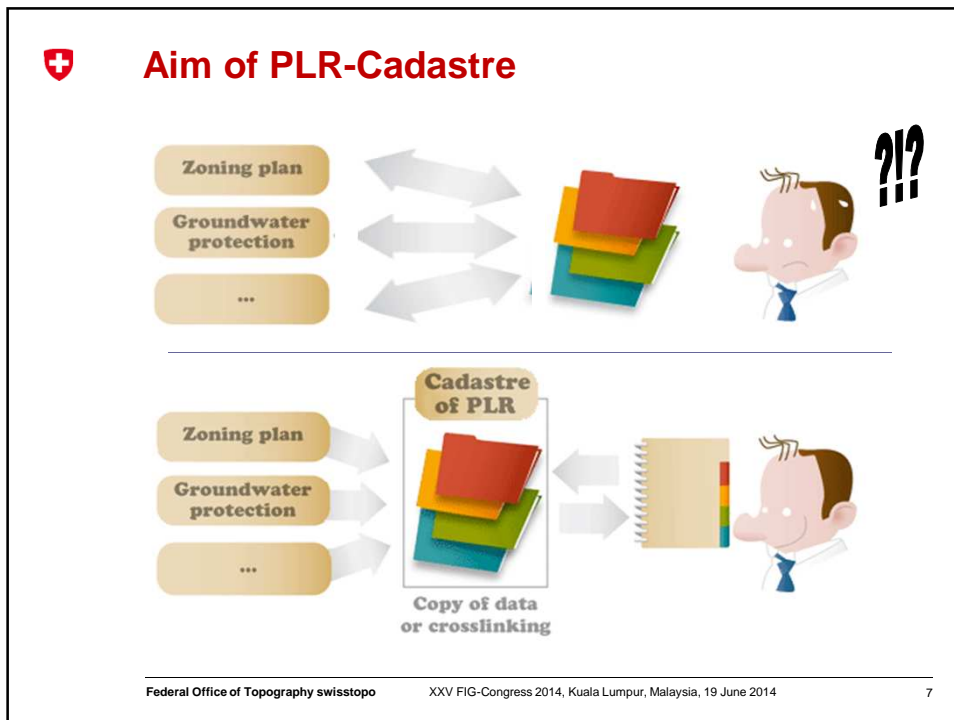 Aim of PLR-Cadastre
?!?
Zoning plan
Groundwater
protection
...
Cadastre
of PLR
Zoning plan
Groundwater
protection
...
Copy of data
or crosslinking
Federal Office of Topography swisstopo XXV FIG-Congress 2014, Kuala Lumpur, Malaysia, 19 June 2014 7